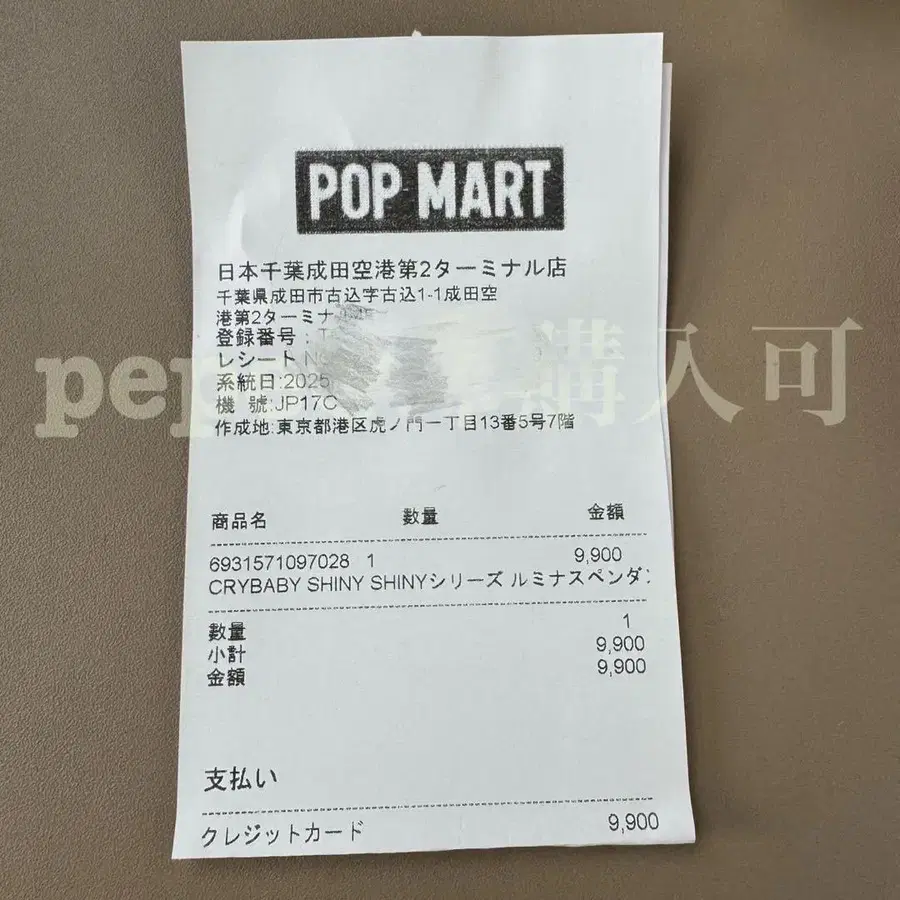 POP MART
日本千葉成田空港第2ターミナル店
千葉県成田市古込字古込1-1成田空
港第2ターミナ
登録番号: T
レシート No
系統日:2025
機 號:JP17C
pep 購入可
作成地:東京都港区虎ノ門一丁目13番5号7階
商品名 數量 金額
6931571097028 1 9,900
CRYBABY SHINY SHINYシリーズ ルミナスペンダン
數量 1
小計 9,900
金額 9,900
支払い
クレジットカード 9,900